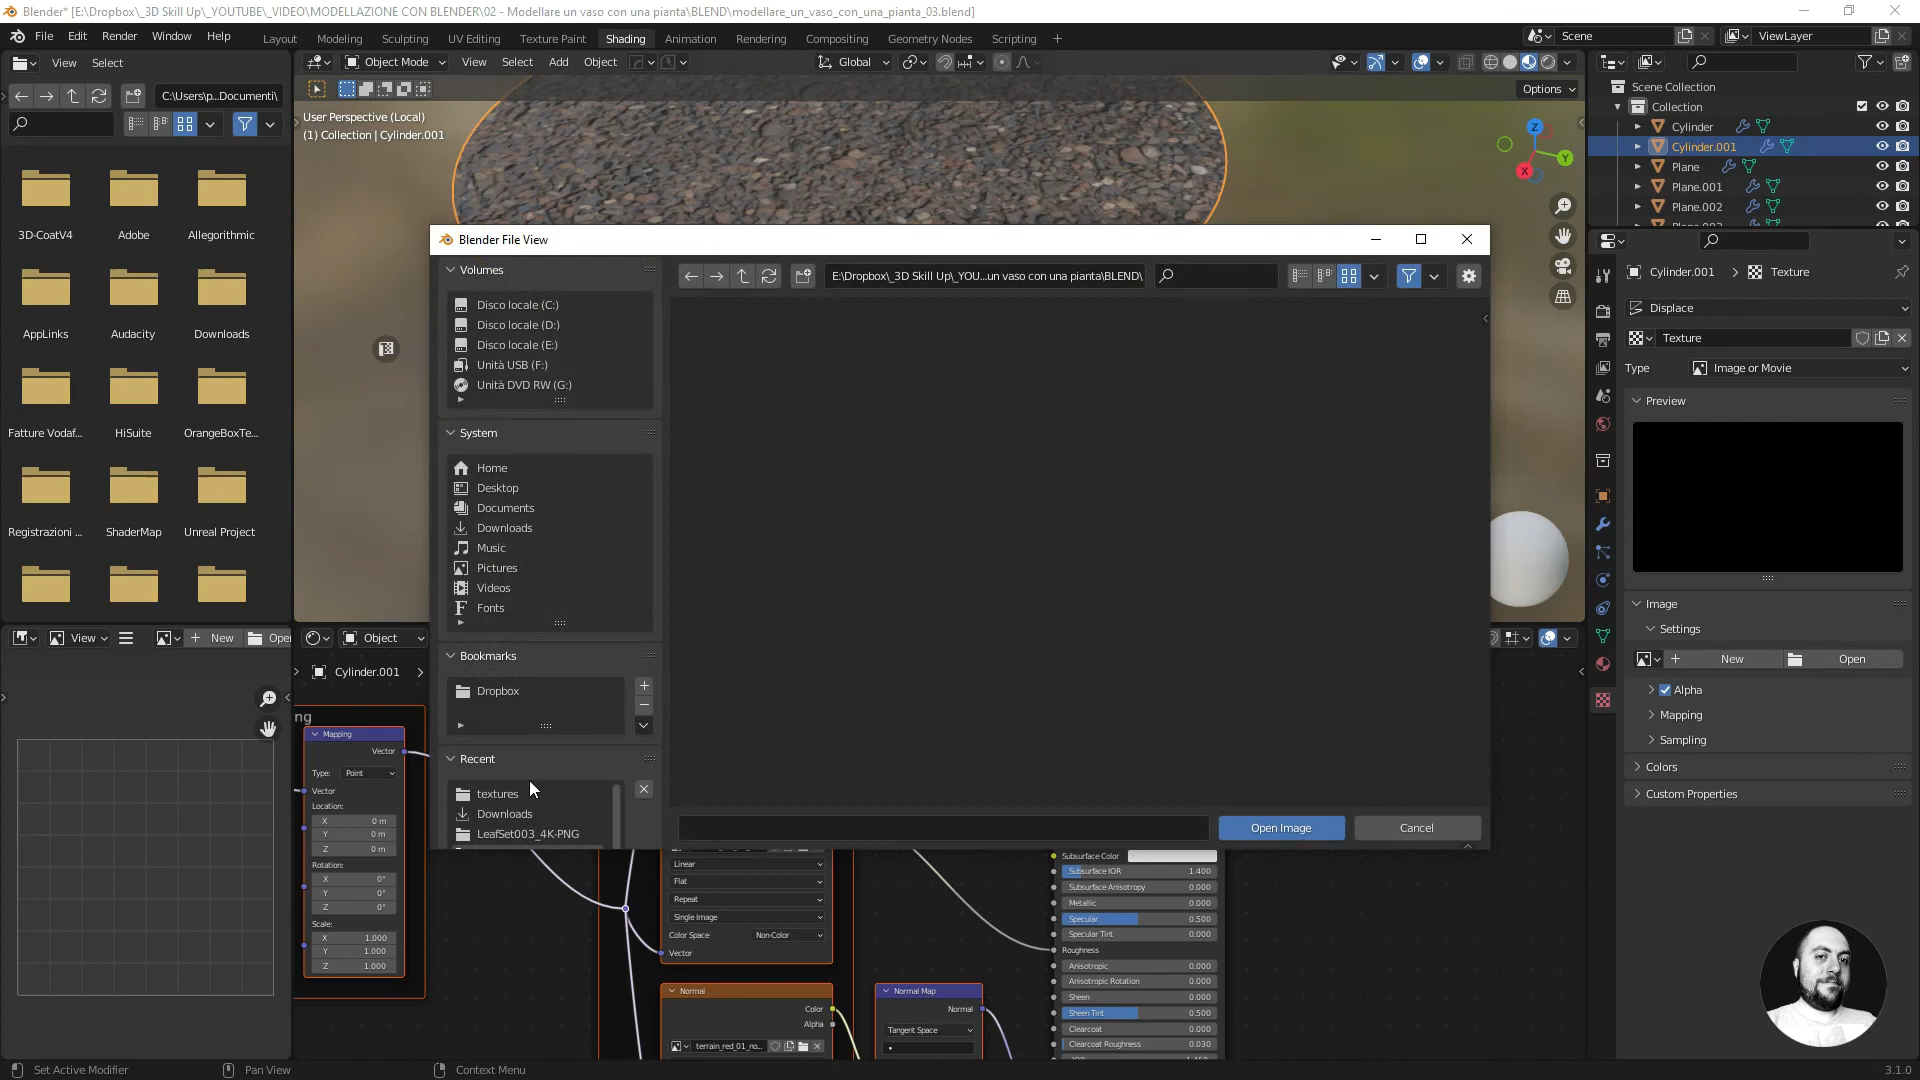 Blender* [E:\Dropbox\_3D Skill Up\_YOUTUBE\_VIDEO\MODELLAZIONE CON BLENDER\02 - Modellare un vaso con una pianta\BLEND\modellare_un_vaso_con_una_pianta_03.blend]
File Edit Render Window Help Layout Modeling Sculpting UV Editing Texture Paint Shading Animation Rendering Compositing Geometry Nodes Scripting + Scene ViewLayer
View Select Object Mode View Select Add Object Global
C:\Users\p...Documenti\ Options
User Perspective (Local)
(1) Collection | Cylinder.001
Z
Y
X
3D-CoatV4 Adobe Allegorithmic
AppLinks Audacity Downloads
Fatture Vodaf... HiSuite OrangeBoxTe...
Registrazioni ... ShaderMap Unreal Project
Scene Collection
Collection
Cylinder
Cylinder.001
Plane
Plane.001
Plane.002
Blender File View
Volumes
Disco locale (C:)
Disco locale (D:)
Disco locale (E:)
Unità USB (F:)
Unità DVD RW (G:)
System
Home
Desktop
Documents
Downloads
Music
Pictures
Videos
Fonts
Bookmarks
Dropbox
Recent
textures
Downloads
LeafSet003_4K-PNG
E:\Dropbox\_3D Skill Up\_YOU...un vaso con una pianta\BLEND\
Open Image Cancel
Cylinder.001 > Texture
Displace
Texture
Type Image or Movie
Preview
Image
Settings
New Open
Alpha
Mapping
Sampling
Colors
Custom Properties
View New Open Object
Cylinder.001
ng
Mapping
Vector
Type: Point
Vector
Location:
X 0 m
Y 0 m
Z 0 m
Rotation:
X 0°
Y 0°
Z 0°
Scale:
X 1.000
Y 1.000
Z 1.000
Linear
Flat
Repeat
Single Image
Color Space Non-Color
Vector
Normal
Color
Alpha
terrain_red_01_no...
Normal Map
Normal
Tangent Space
Subsurface Color
Subsurface IOR 1.400
Subsurface Anisotropy 0.000
Metallic 0.000
Specular 0.500
Specular Tint 0.000
Roughness
Anisotropic 0.000
Anisotropic Rotation 0.000
Sheen 0.000
Sheen Tint 0.500
Clearcoat 0.000
Clearcoat Roughness 0.030
Set Active Modifier Pan View Context Menu 3.1.0